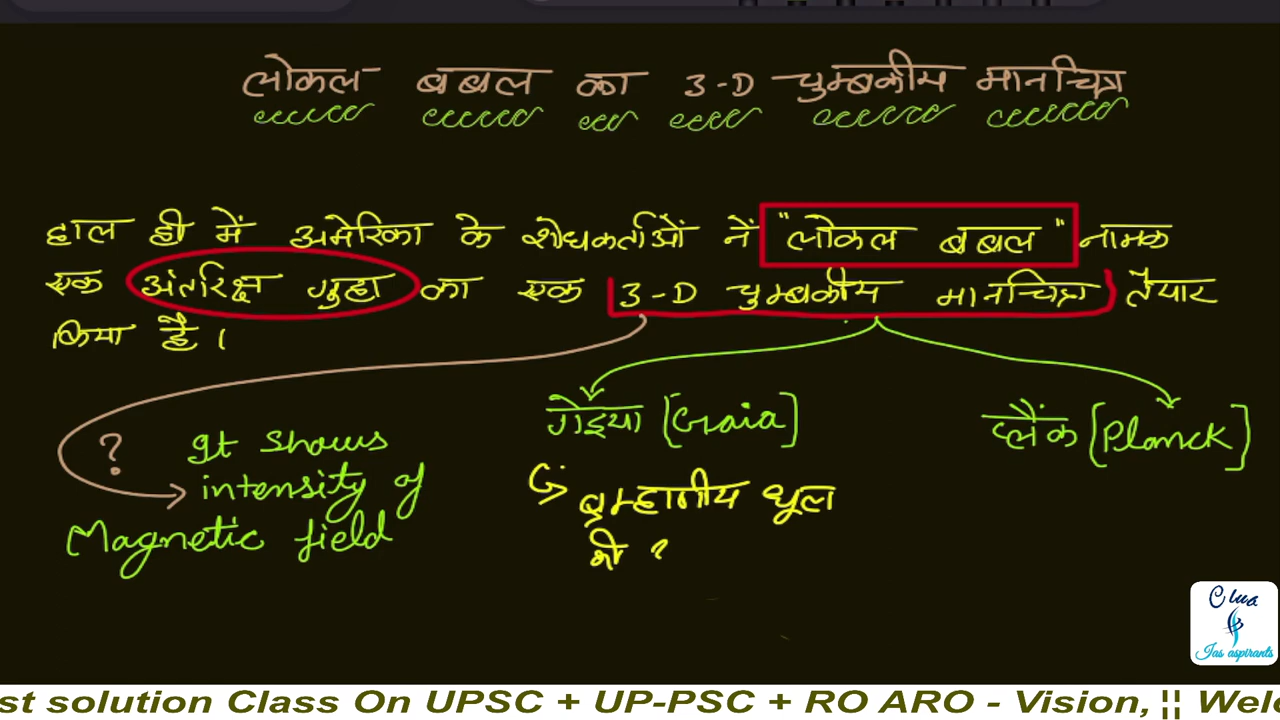 लोकल बबल का 3-D चुम्बकीय मानचित्र
हाल ही में अमेरिका के शोधकर्ताओं नें "लोकल बबल" नामक
एक अंतरिक्ष गुहा का एक 3-D चुम्बकीय मानचित्र तैयार
किया है।
गेइया [Gaia]
प्लैंक [Planck]
? It shows
intensity of
Magnetic field
ब्रम्हानीय धूल
Clua
Ias aspirants
st solution Class On UPSC + UP-PSC + RO ARO - Vision, ¦¦ Welc